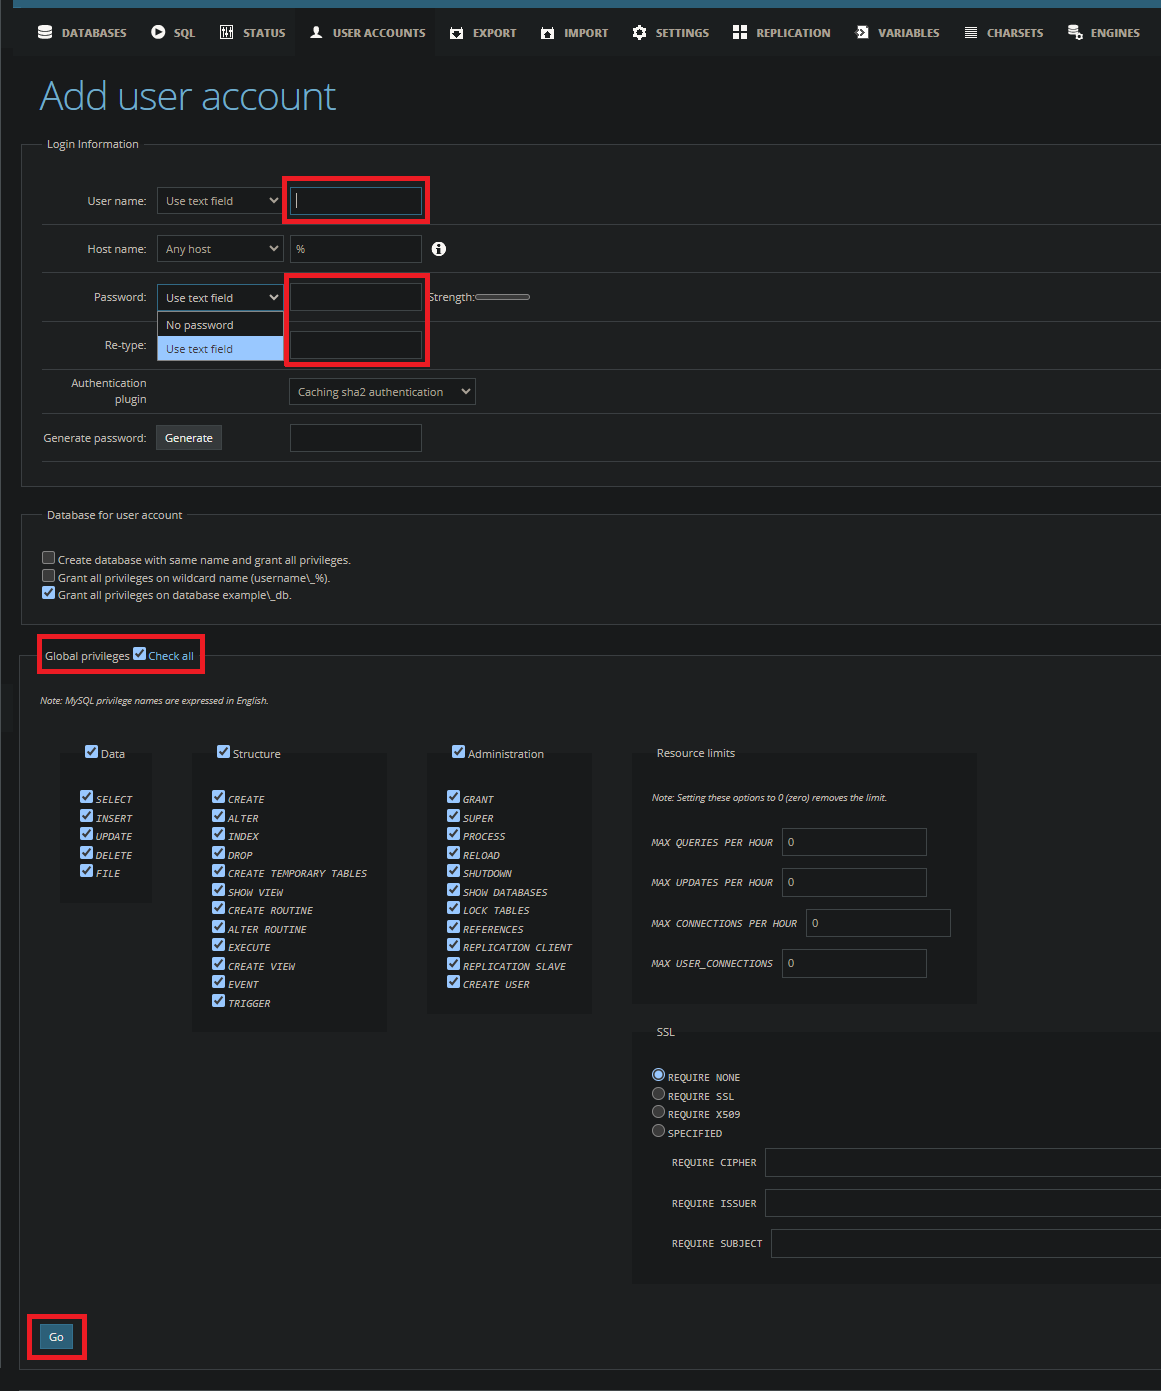 DATABASES SQL STATUS USER ACCOUNTS EXPORT IMPORT SETTINGS REPLICATION VARIABLES CHARSETS ENGINES
Add user account
Login Information
User name: Use text field
Host name: Any host %
Password: Use text field Strength:
No password
Re-type: Use text field
Authentication
plugin
Caching sha2 authentication
Generate password: Generate
Database for user account
Create database with same name and grant all privileges.
Grant all privileges on wildcard name (username\_%).
Grant all privileges on database example\_db.
Global privileges Check all
Note: MySQL privilege names are expressed in English.
Data
SELECT
INSERT
UPDATE
DELETE
FILE
Structure
CREATE
ALTER
INDEX
DROP
CREATE TEMPORARY TABLES
SHOW VIEW
CREATE ROUTINE
ALTER ROUTINE
EXECUTE
CREATE VIEW
EVENT
TRIGGER
Administration
GRANT
SUPER
PROCESS
RELOAD
SHUTDOWN
SHOW DATABASES
LOCK TABLES
REFERENCES
REPLICATION CLIENT
REPLICATION SLAVE
CREATE USER
Resource limits
Note: Setting these options to 0 (zero) removes the limit.
MAX QUERIES PER HOUR 0
MAX UPDATES PER HOUR 0
MAX CONNECTIONS PER HOUR 0
MAX USER_CONNECTIONS 0
SSL
REQUIRE NONE
REQUIRE SSL
REQUIRE X509
SPECIFIED
REQUIRE CIPHER
REQUIRE ISSUER
REQUIRE SUBJECT
Go